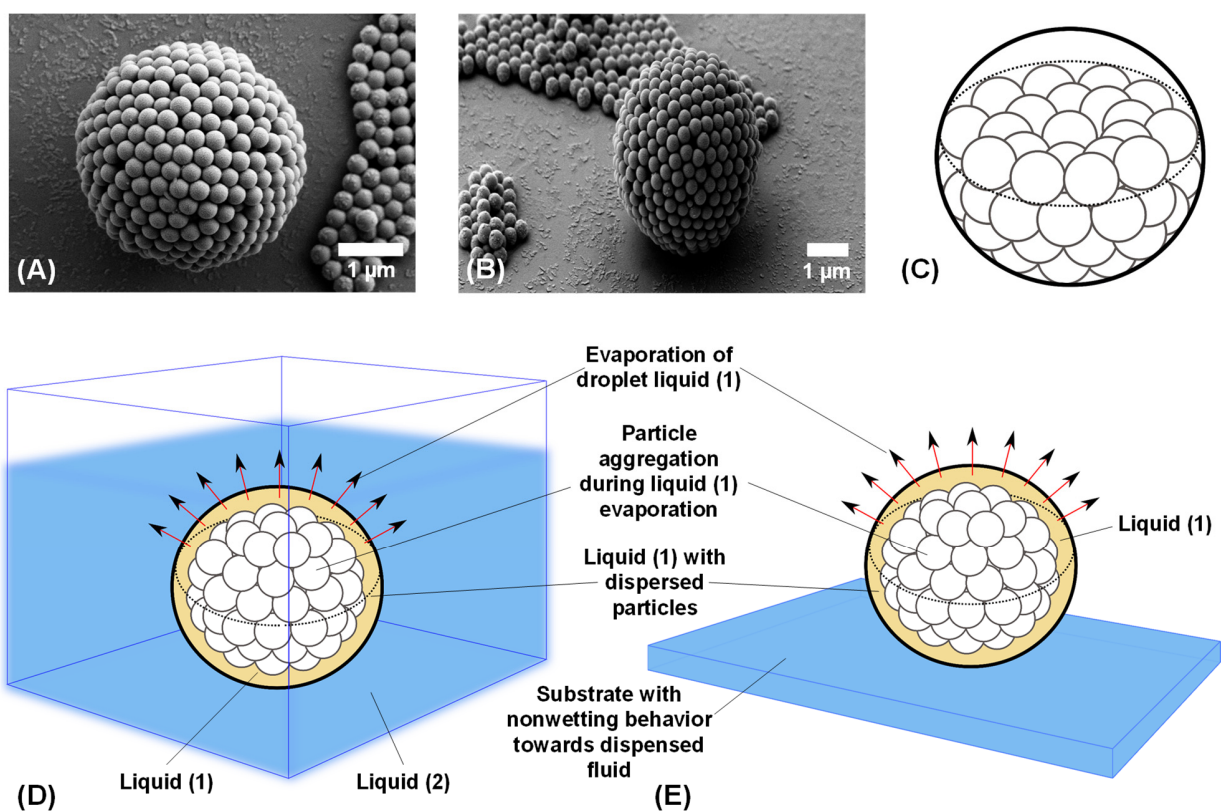 (A)
1 µm
(B)
1 µm
(C)
Evaporation of
droplet liquid (1)
Particle
aggregation
during liquid (1)
evaporation
Liquid (1) with
dispersed
particles
Liquid (1)
Substrate with
nonwetting behavior
towards dispensed
fluid
Liquid (1)
Liquid (2)
(D)
(E)